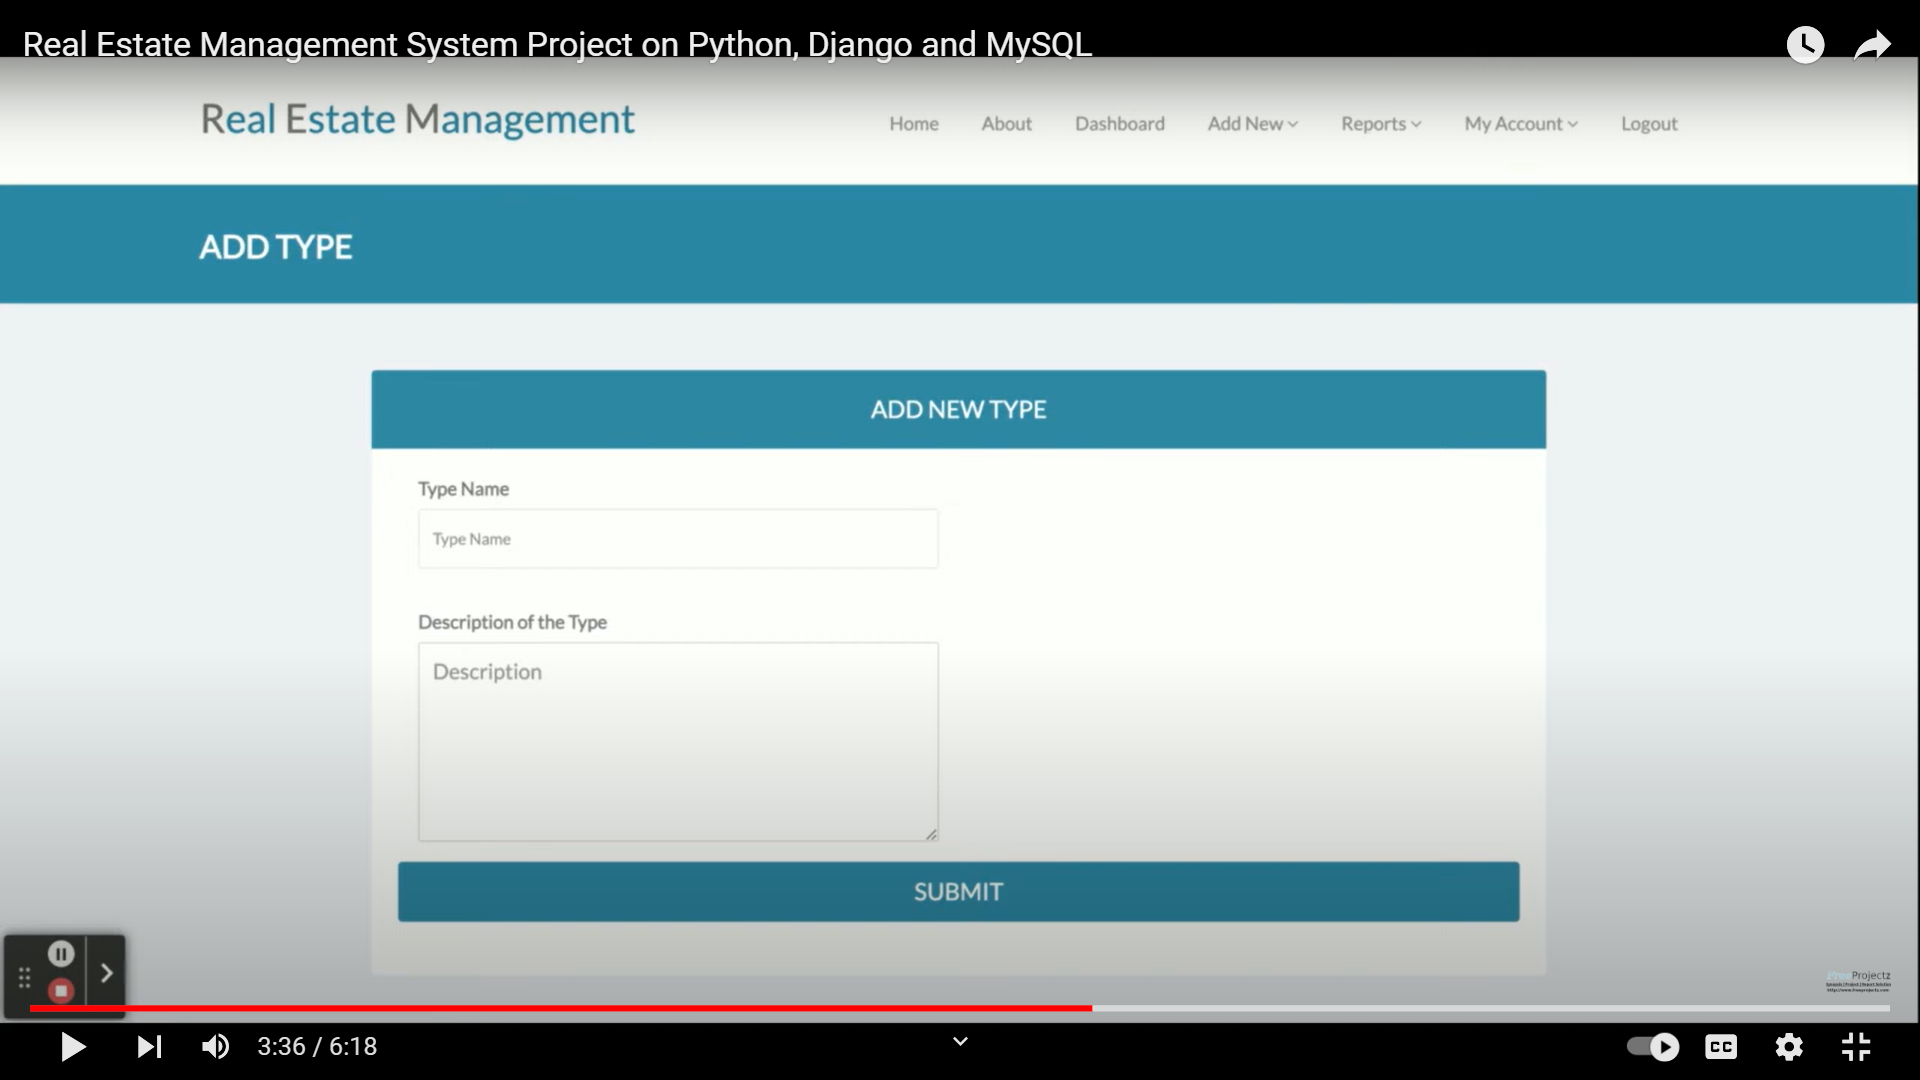 Real Estate Management System Project on Python, Django and MySQL
Real Estate Management
Home About Dashboard Add New Reports My Account Logout
ADD TYPE
ADD NEW TYPE
Type Name
Type Name
Description of the Type
Description
SUBMIT
Projectz
3:36 / 6:18
CC